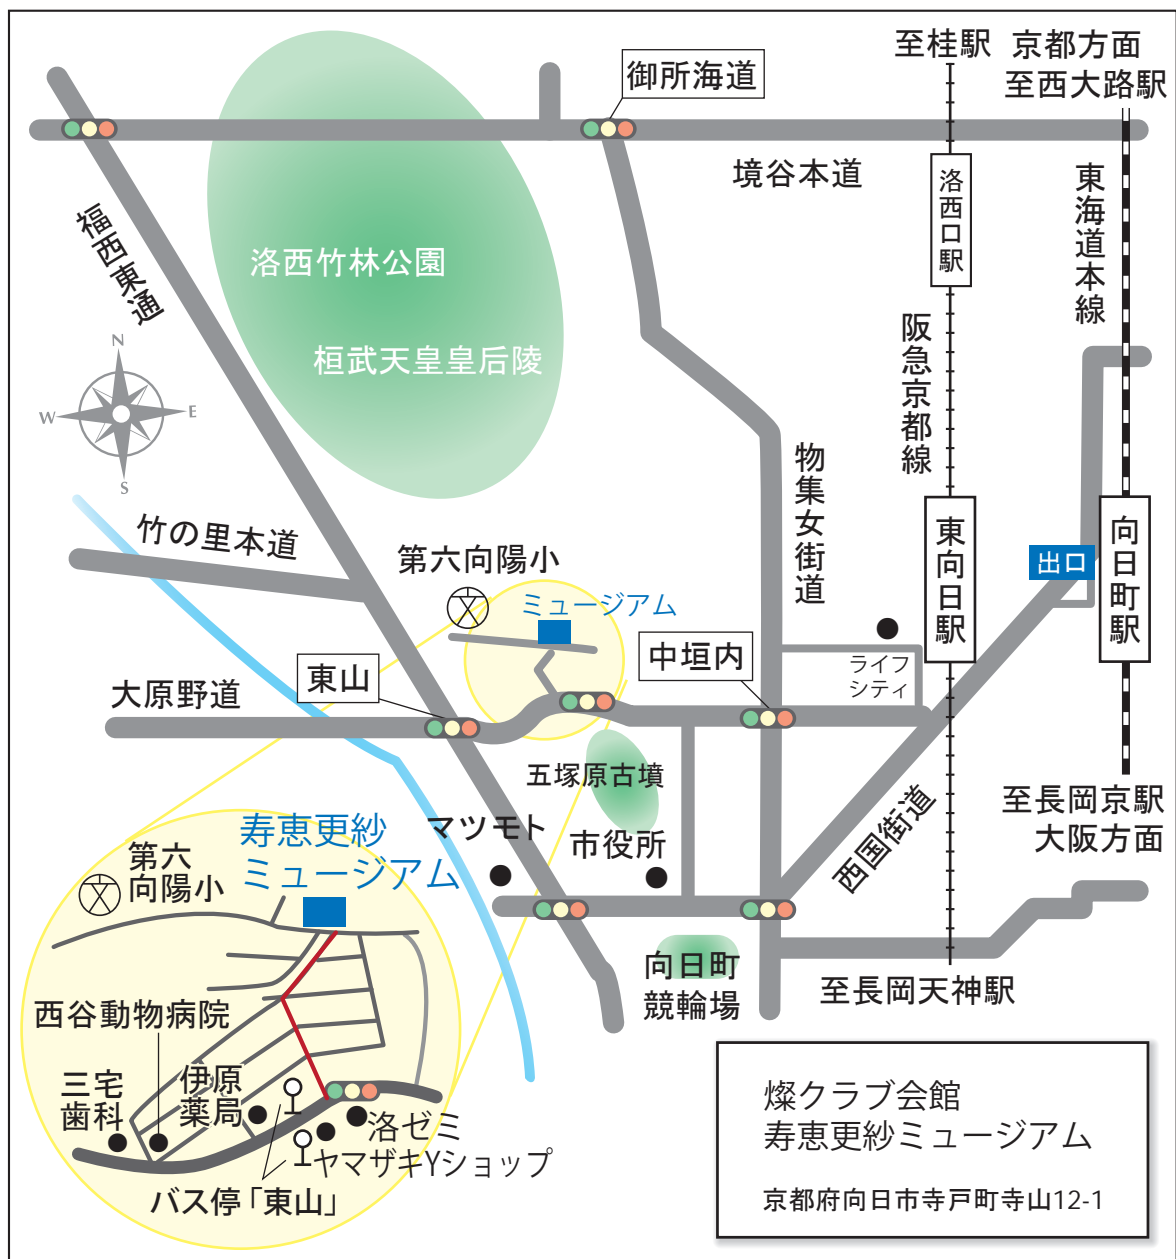 至桂駅
京都方面
至西大路駅
御所海道
境谷本道
洛西口駅
東海道本線
福西東通
洛西竹林公園
桓武天皇皇后陵
阪急京都線
N
W
E
S
物集女街道
竹の里本道
第六向陽小
ミュージアム
東向日駅
出口
向日町駅
中垣内
ライフ
シティ
東山
大原野道
五塚原古墳
マツモト
市役所
西国街道
至長岡京駅
大阪方面
寿恵更紗
ミュージアム
第六
向陽小
向日町
競輪場
至長岡天神駅
西谷動物病院
三宅
歯科
伊原
薬局
洛ゼミ
ヤマザキYショップ
バス停「東山」
燦クラブ会館
寿恵更紗ミュージアム
京都府向日市寺戸町寺山12-1